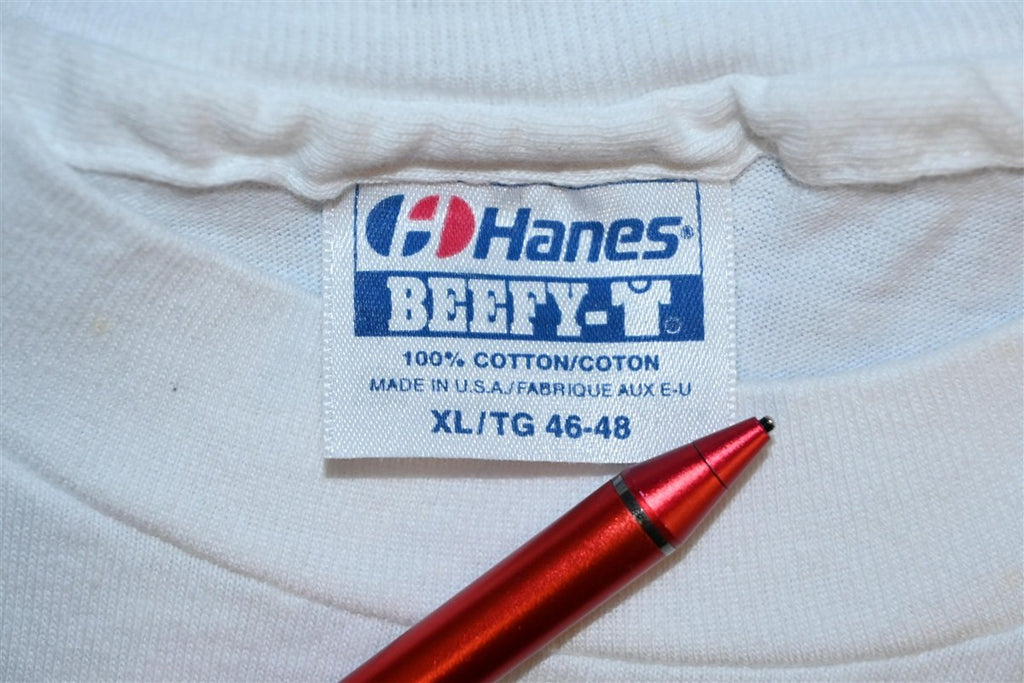 Hanes®
BEEFY-T®
100% COTTON/COTON
MADE IN U.S.A./FABRIQUE AUX E-U
XL/TG 46-48